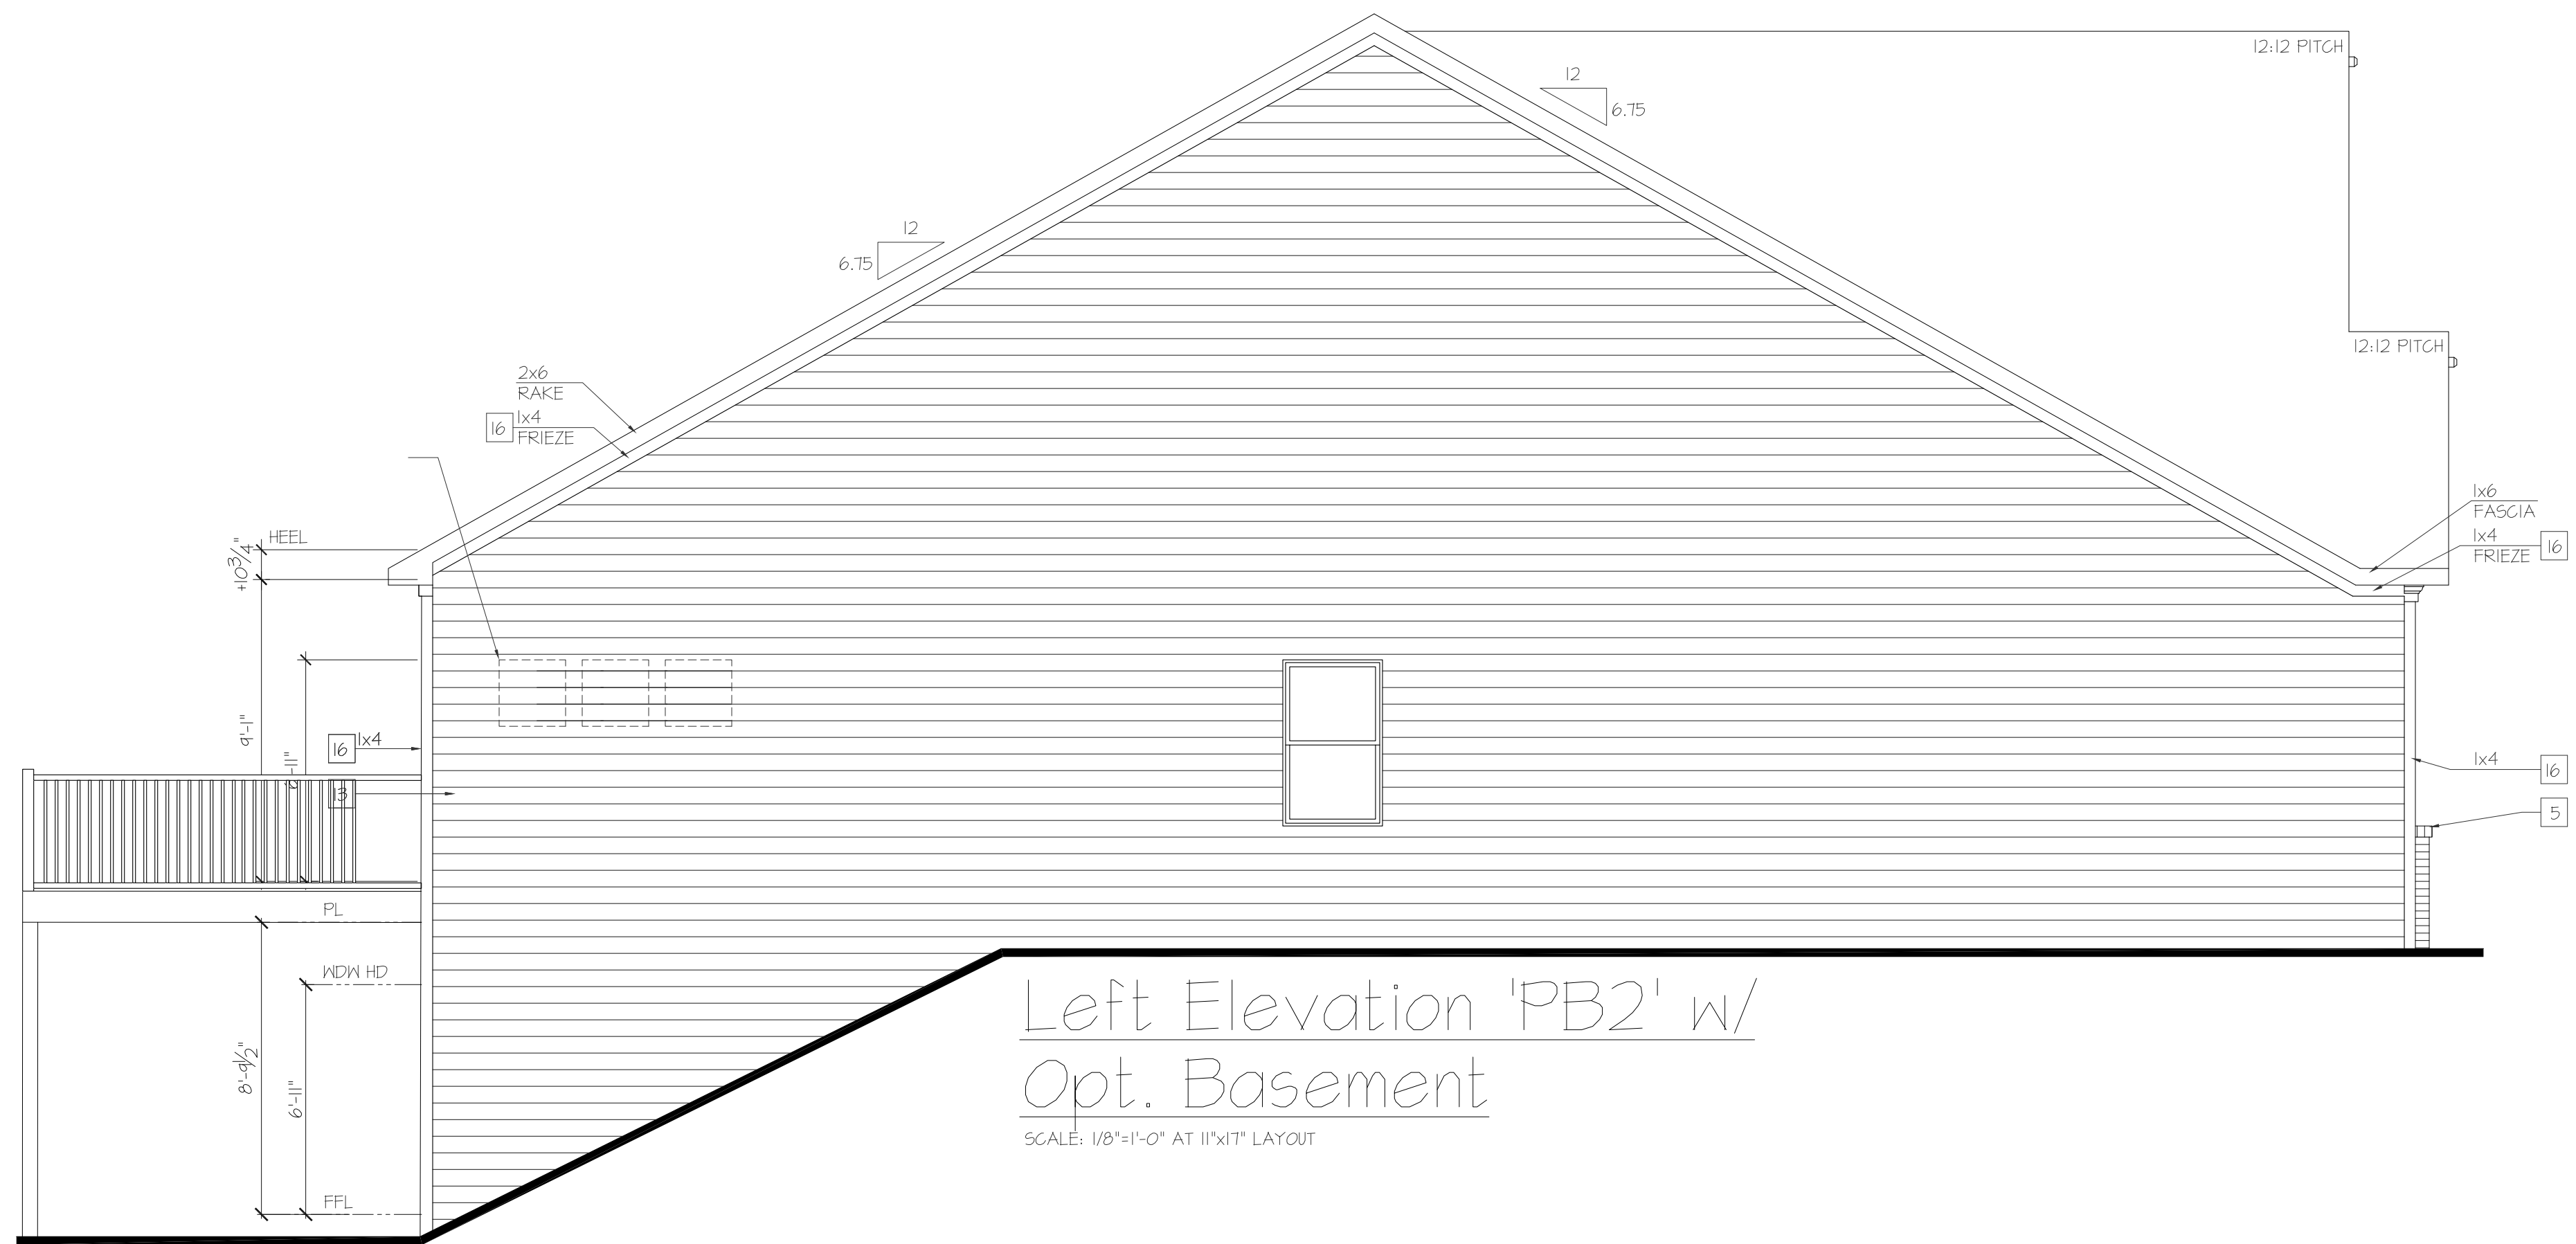 12:12 PITCH
12
6.75
12
6.75
12:12 PITCH
2x6
RAKE
16
1x4
FRIEZE
1x6
FASCIA
1x4
FRIEZE
16
HEEL
+10 3/4"
9'-1"
16
1x4
13
1x4
16
5
PL
WDW HD
8'-9 1/2"
6'-11"
FFL
Left Elevation 'PB2' w/
Opt. Basement
SCALE: 1/8"=1'-0" AT 11"x17" LAYOUT